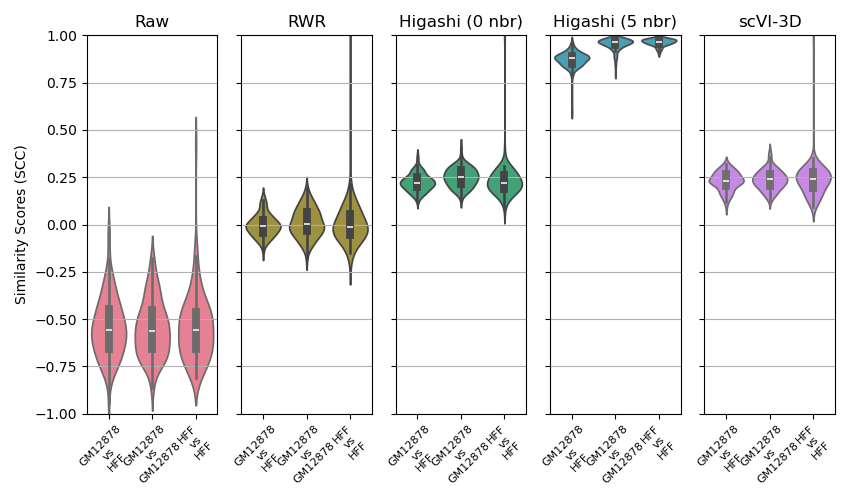 Raw
RWR
Higashi (0 nbr)
Higashi (5 nbr)
scVI-3D
Similarity Scores (SCC)
1.00
0.75
0.50
0.25
0.00
−0.25
−0.50
−0.75
−1.00
GM12878
vs
HFF
GM12878
vs
GM12878
HFF
vs
HFF
GM12878
vs
HFF
GM12878
vs
GM12878
HFF
vs
HFF
GM12878
vs
HFF
GM12878
vs
GM12878
HFF
vs
HFF
GM12878
vs
HFF
GM12878
vs
GM12878
HFF
vs
HFF
GM12878
vs
HFF
GM12878
vs
GM12878
HFF
vs
HFF